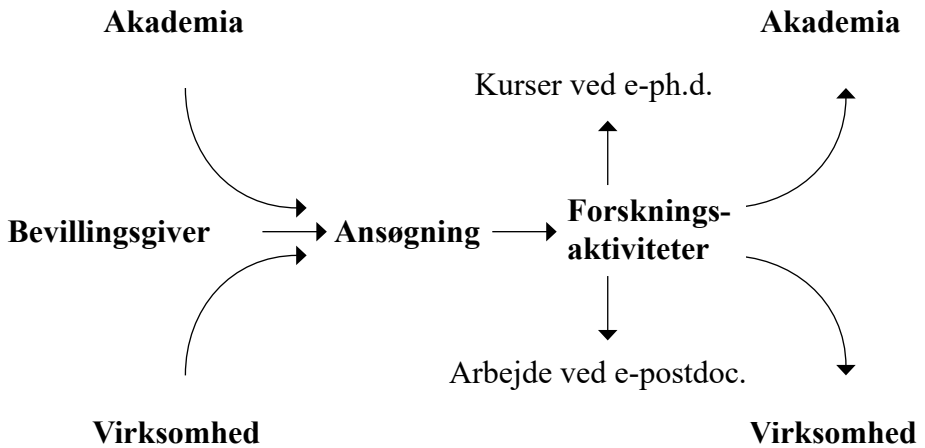 Akademia
Akademia
Kurser ved e-ph.d.
Bevillingsgiver
Ansøgning
Forsknings-
aktiviteter
Arbejde ved e-postdoc.
Virksomhed
Virksomhed